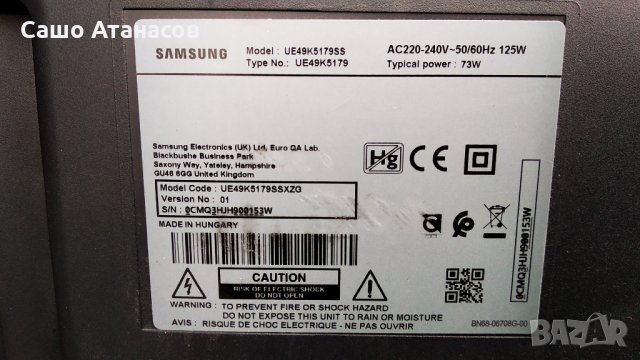 Сашо Атанасов
SAMSUNG
Model : UE49K5179SS
Type No.: UE49K5179
AC220-240V~50/60Hz 125W
Typical power : 73W
Samsung Electronics (UK) Ltd, Euro QA Lab.
Blackbushe Business Park
Saxony Way, Yateley, Hampshire
GU46 6GG United Kingdom
Hg
CE
Model Code : UE49K5179SSXZG
Version No : 01
S/N : 0CMQ3HJH900153W
MADE IN HUNGARY
0CMQ3HJH900153W
CAUTION
RISK OF ELECTRIC SHOCK
DO NOT OPEN
WARNING : TO PREVENT FIRE OR SHOCK HAZARD
DO NOT EXPOSE TO RAIN OR MOISTURE
AVIS : RISQUE DE CHOC ELECTRIQUE - NE PAS OUVRIR
BN68-06708G-00
bazar